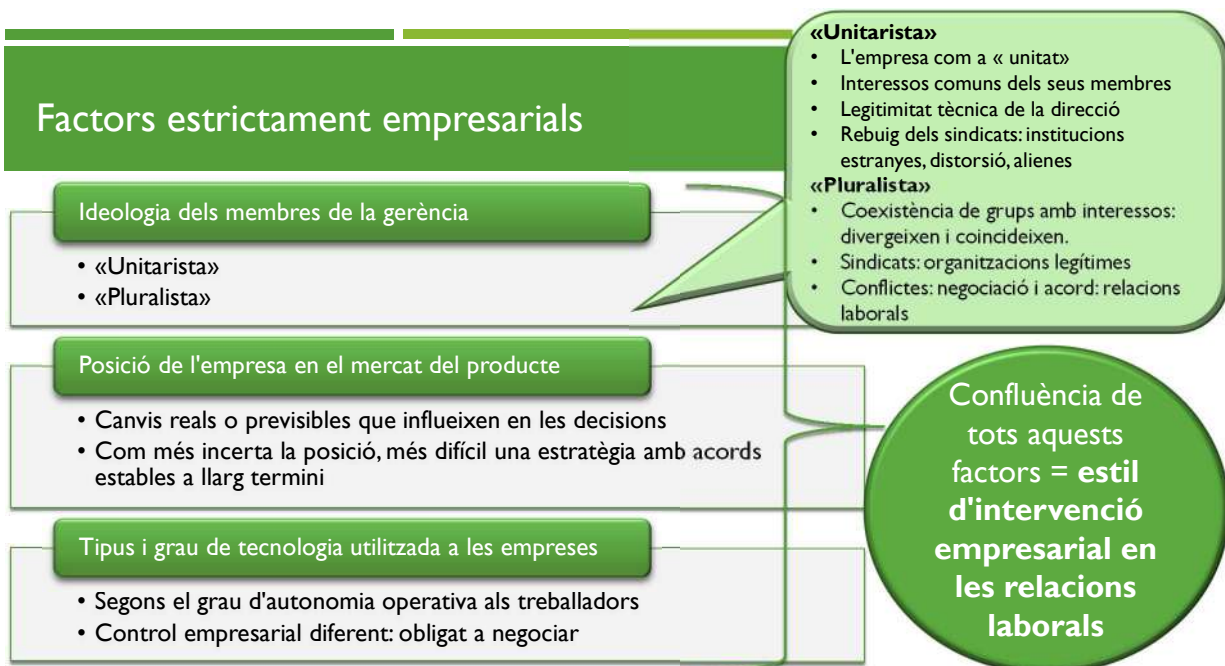 Factors estrictament empresarials
«Unitarista»
• L'empresa com a « unitat»
• Interessos comuns dels seus membres
• Legitimitat tècnica de la direcció
• Rebuig dels sindicats: institucions
estranyes, distorsió, alienes
«Pluralista»
• Coexistència de grups amb interessos:
divergeixen i coincideixen.
• Sindicats: organitzacions legítimes
• Conflictes: negociació i acord: relacions
laborals
Ideologia dels membres de la gerència
• «Unitarista»
• «Pluralista»
Posició de l'empresa en el mercat del producte
• Canvis reals o previsibles que influeixen en les decisions
• Com més incerta la posició, més difícil una estratègia amb acords
estables a llarg termini
Tipus i grau de tecnologia utilitzada a les empreses
• Segons el grau d'autonomia operativa als treballadors
• Control empresarial diferent: obligat a negociar
Confluència de
tots aquests
factors = estil
d'intervenció
empresarial en
les relacions
laborals